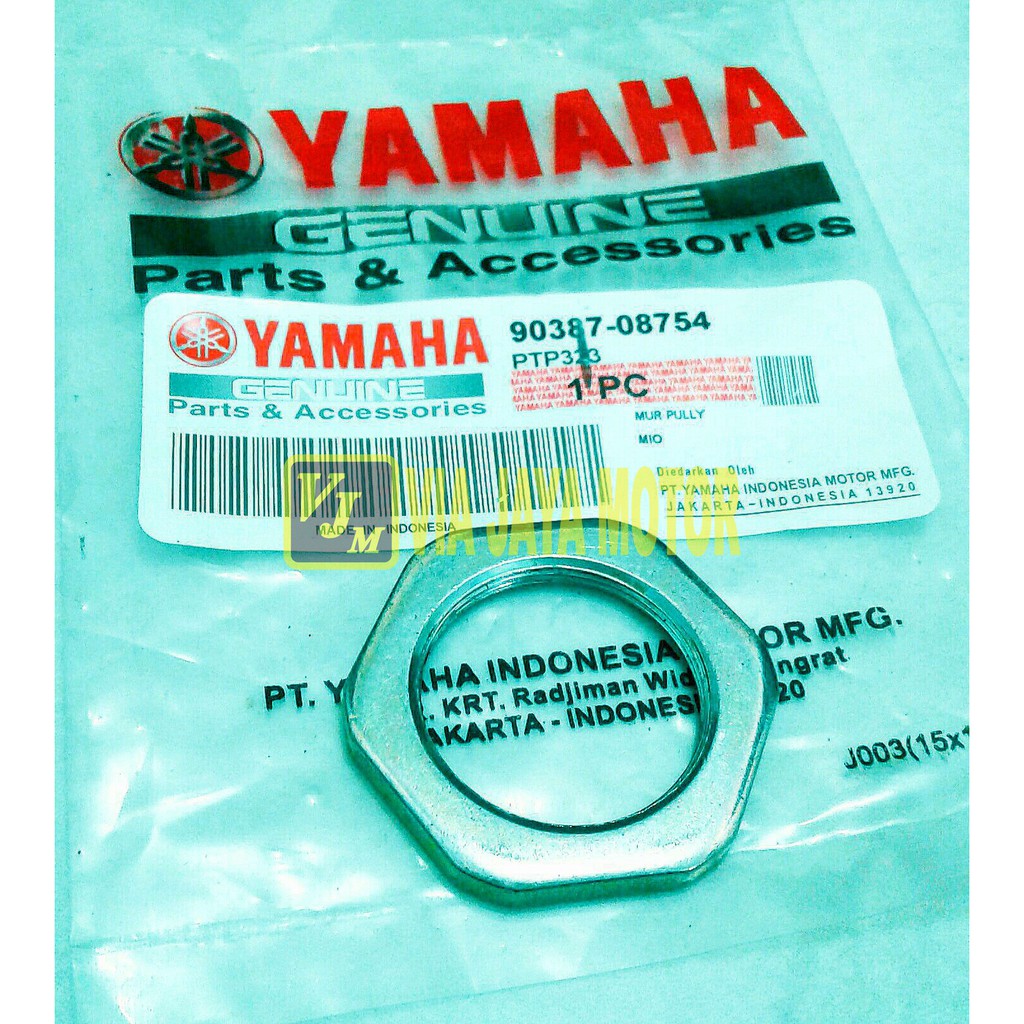 YAMAHA
GENUINE
Parts & Accessories
YAMAHA
GENUINE
Parts & Accessories
90387-08754
PTP323
1 PC
MUR PULLY
MIO
Diedarkan Oleh
PT.YAMAHA INDONESIA MOTOR MFG.
JAKARTA-INDONESIA 13920
MADE IN INDONESIA
VJM VIA JAYA MOTOR
PT. Y AHA INDONESIA OTOR MFG.
KRT. Radjiman Wid ngrat
AKARTA - INDONES 20
J003(15x1